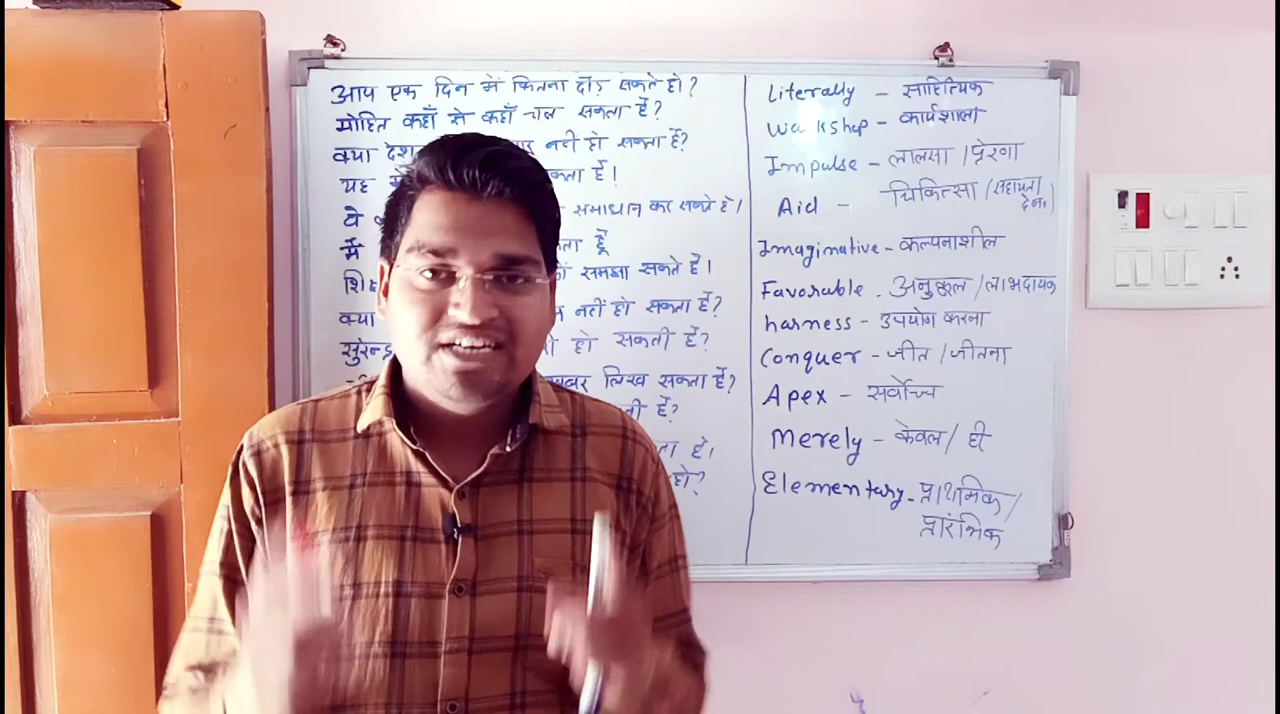 आप एक दिन में कितना दौड़ सकते हो?
मोहित कहाँ से कहाँ चल सकता हैं?
क्या देश नहीं हो सकता हैं?
यह हैं!
वे समाधान कर सकते हैं।
में हूँ
समझा सकते हैं।
क्या नहीं हो सकता हैं?
सुरेन्द्र हो सकती हैं?
लिख सकता हैं?
हैं?
हैं।
हो?
Literally - साहित्यिक
Workshop - कार्यशाला
Impulse - लालसा / प्रेरणा
Aid - चिकित्सा / सहायता देना
Imaginative - कल्पनाशील
Favorable - अनुकूल / लाभदायक
harness - उपयोग करना
Conquer - जीत / जीतना
Apex - सर्वोच्च
Merely - केवल / ही
Elementary - प्राथमिक /
प्रारंभिक